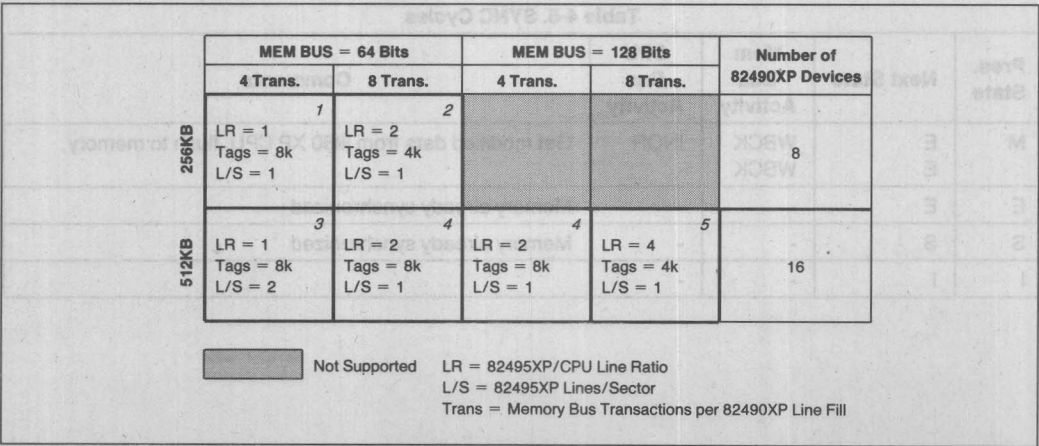 MEM BUS = 64 Bits MEM BUS = 128 Bits Number of
82490XP Devices
4 Trans. 8 Trans. 4 Trans. 8 Trans.
256KB
1 2
LR = 1 LR = 2
Tags = 8k Tags = 4k 8
L/S = 1 L/S = 1
512KB
3 4 4 5
LR = 1 LR = 2 LR = 2 LR = 4
Tags = 8k Tags = 8k Tags = 8k Tags = 4k 16
L/S = 2 L/S = 1 L/S = 1 L/S = 1
Not Supported LR = 82495XP/CPU Line Ratio
L/S = 82495XP Lines/Sector
Trans = Memory Bus Transactions per 82490XP Line Fill